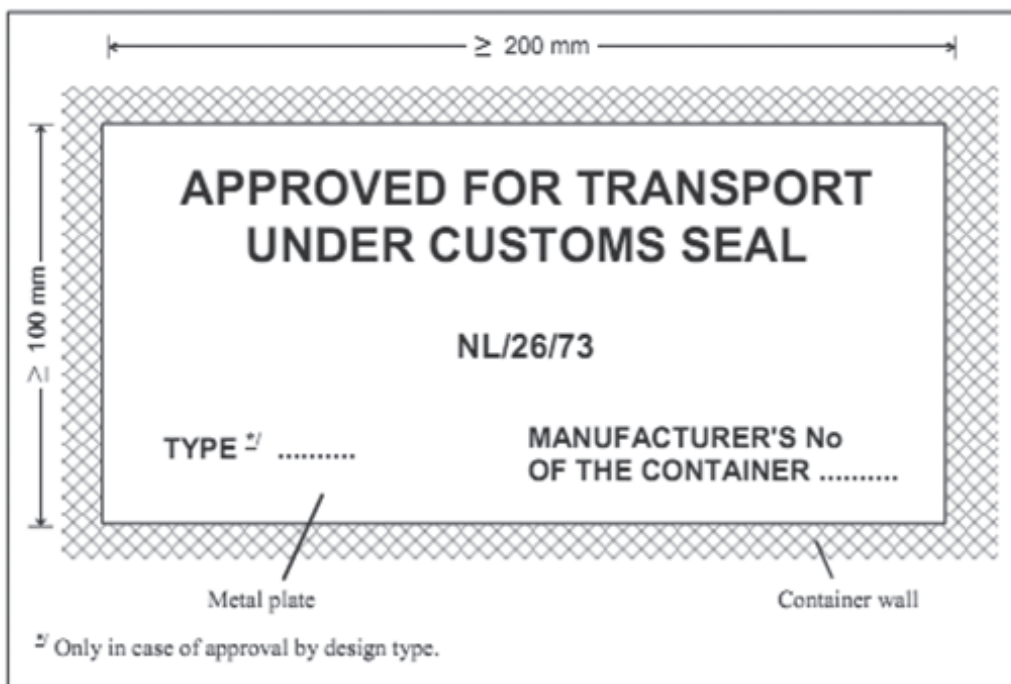 ≥ 200 mm
≥ 100 mm
APPROVED FOR TRANSPORT
UNDER CUSTOMS SEAL
NL/26/73
TYPE */ ..........
MANUFACTURER'S No
OF THE CONTAINER ..........
Metal plate
Container wall
*/ Only in case of approval by design type.